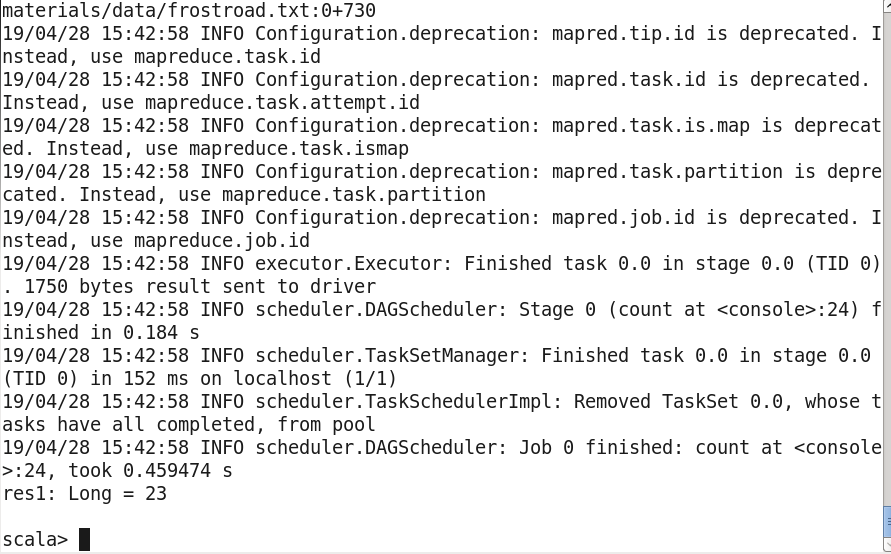 materials/data/frostroad.txt:0+730
19/04/28 15:42:58 INFO Configuration.deprecation: mapred.tip.id is deprecated. I
nstead, use mapreduce.task.id
19/04/28 15:42:58 INFO Configuration.deprecation: mapred.task.id is deprecated.
Instead, use mapreduce.task.attempt.id
19/04/28 15:42:58 INFO Configuration.deprecation: mapred.task.is.map is deprecat
ed. Instead, use mapreduce.task.ismap
19/04/28 15:42:58 INFO Configuration.deprecation: mapred.task.partition is depre
cated. Instead, use mapreduce.task.partition
19/04/28 15:42:58 INFO Configuration.deprecation: mapred.job.id is deprecated. I
nstead, use mapreduce.job.id
19/04/28 15:42:58 INFO executor.Executor: Finished task 0.0 in stage 0.0 (TID 0)
. 1750 bytes result sent to driver
19/04/28 15:42:58 INFO scheduler.DAGScheduler: Stage 0 (count at <console>:24) f
inished in 0.184 s
19/04/28 15:42:58 INFO scheduler.TaskSetManager: Finished task 0.0 in stage 0.0
(TID 0) in 152 ms on localhost (1/1)
19/04/28 15:42:58 INFO scheduler.TaskSchedulerImpl: Removed TaskSet 0.0, whose t
asks have all completed, from pool
19/04/28 15:42:58 INFO scheduler.DAGScheduler: Job 0 finished: count at <console
>:24, took 0.459474 s
res1: Long = 23
scala>